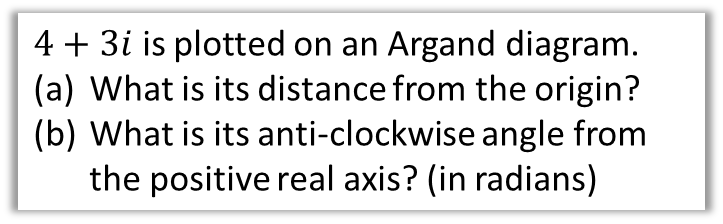 4 + 3i is plotted on an Argand diagram.
(a) What is its distance from the origin?
(b) What is its anti-clockwise angle from
the positive real axis? (in radians)